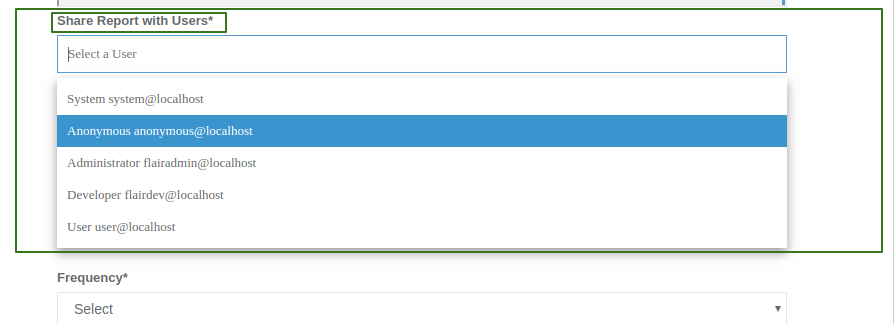 Share Report with Users*
Select a User
System system@localhost
Anonymous anonymous@localhost
Administrator flairadmin@localhost
Developer flairdev@localhost
User user@localhost
Frequency*
Select